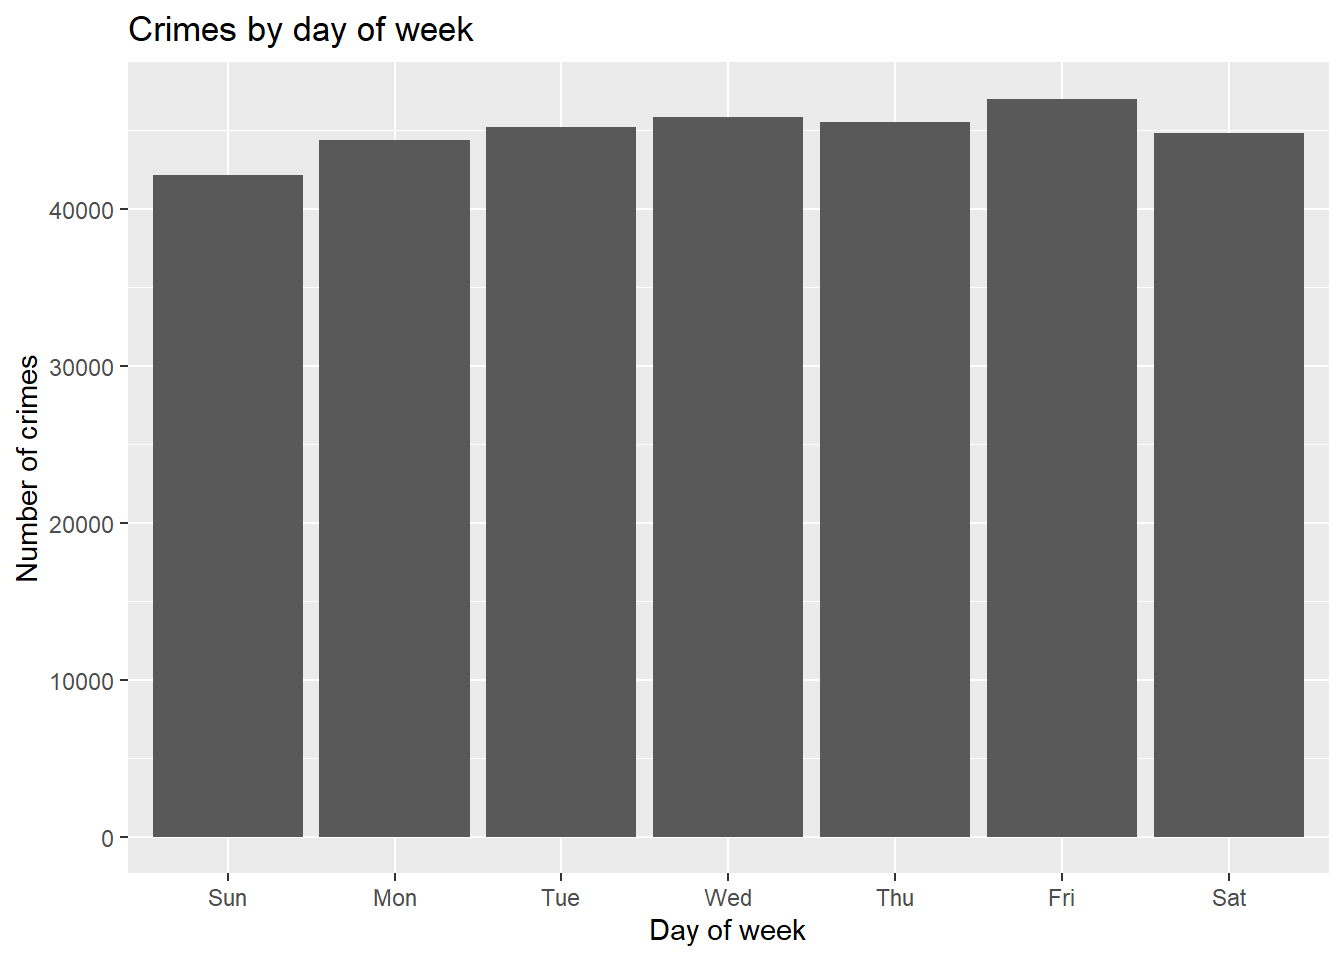 Crimes by day of week
Number of crimes
40000
30000
20000
10000
0
Sun Mon Tue Wed Thu Fri Sat
Day of week